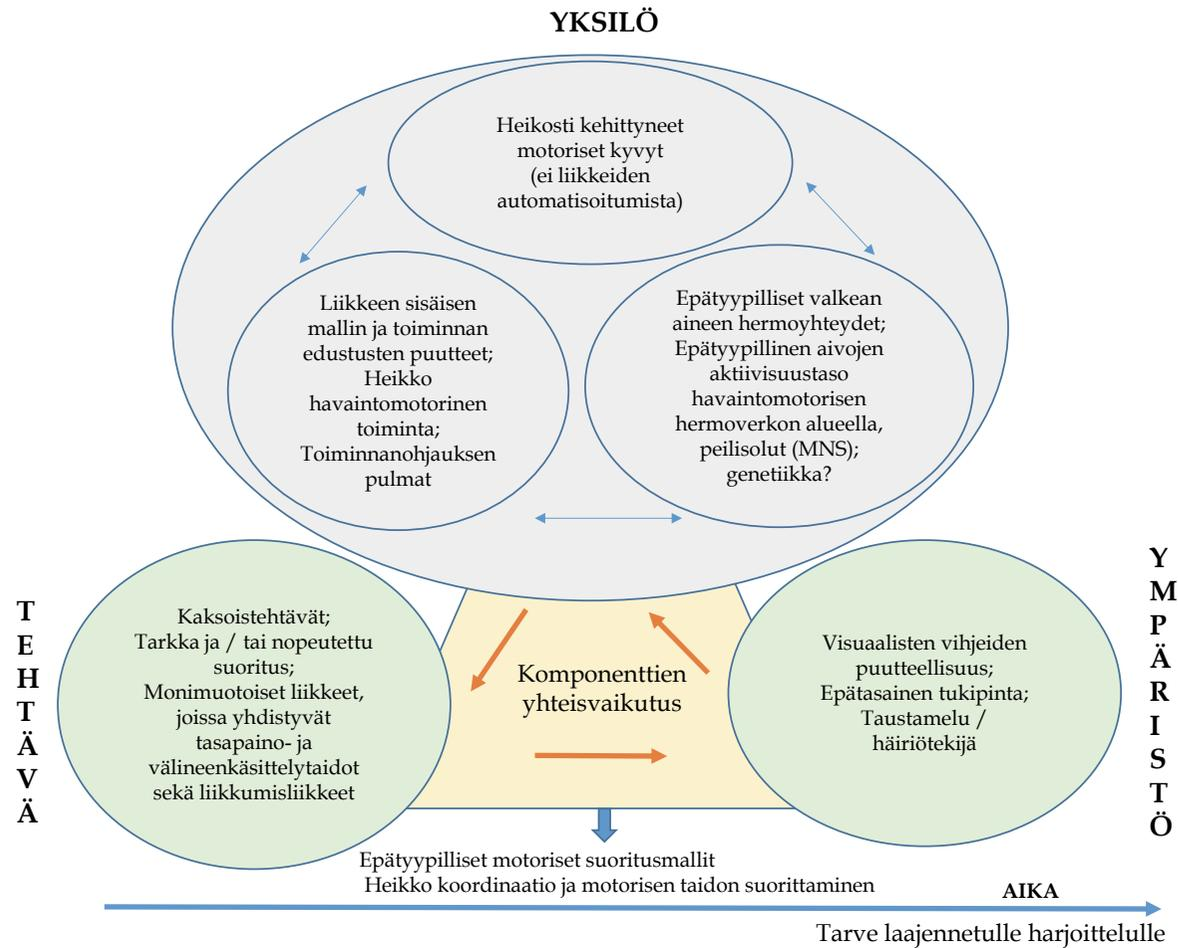 YKSILÖ
Heikosti kehittyneet
motoriset kyvyt
(ei liikkeiden
automatisoitumista)
Liikkeen sisäisen
mallin ja toiminnan
edustusten puutteet;
Heikko
havaintomotorinen
toiminta;
Toiminnanohjauksen
pulmat
Epätyypilliset valkean
aineen hermoyhteydet;
Epätyypillinen aivojen
aktiivisuustaso
havaintomotorisen
hermoverkon alueella,
peilisolut (MNS);
genetiikka?
TEHTÄVÄ
Kaksoistehtävät;
Tarkka ja / tai nopeutettu
suoritus;
Monimuotoiset liikkeet,
joissa yhdistyvät
tasapaino- ja
välineenkäsittelytaidot
sekä liikkumisliikkeet
Komponenttien
yhteisvaikutus
Visuaalisten vihjeiden
puutteellisuus;
Epätasainen tukipinta;
Taustamelu /
häiriötekijä
YMPÄRISTÖ
Epätyypilliset motoriset suoritusmallit
Heikko koordinaatio ja motorisen taidon suorittaminen
AIKA
Tarve laajennetulle harjoittelulle